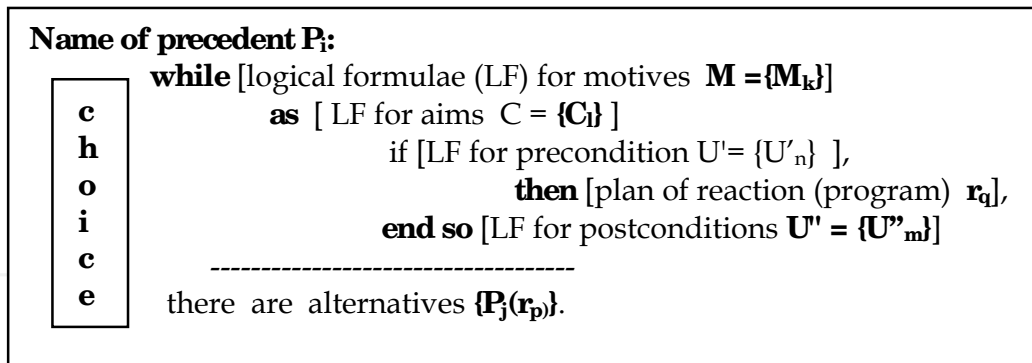 Name of precedent Pi:
while [logical formulae (LF) for motives M ={Mk}]
as [ LF for aims C = {Cl} ]
if [LF for precondition U'= {U'n} ],
then [plan of reaction (program) rq],
end so [LF for postconditions U" = {U"m}]
-----------------------------------
there are alternatives {Pj(rp)}.
c
h
o
i
c
e